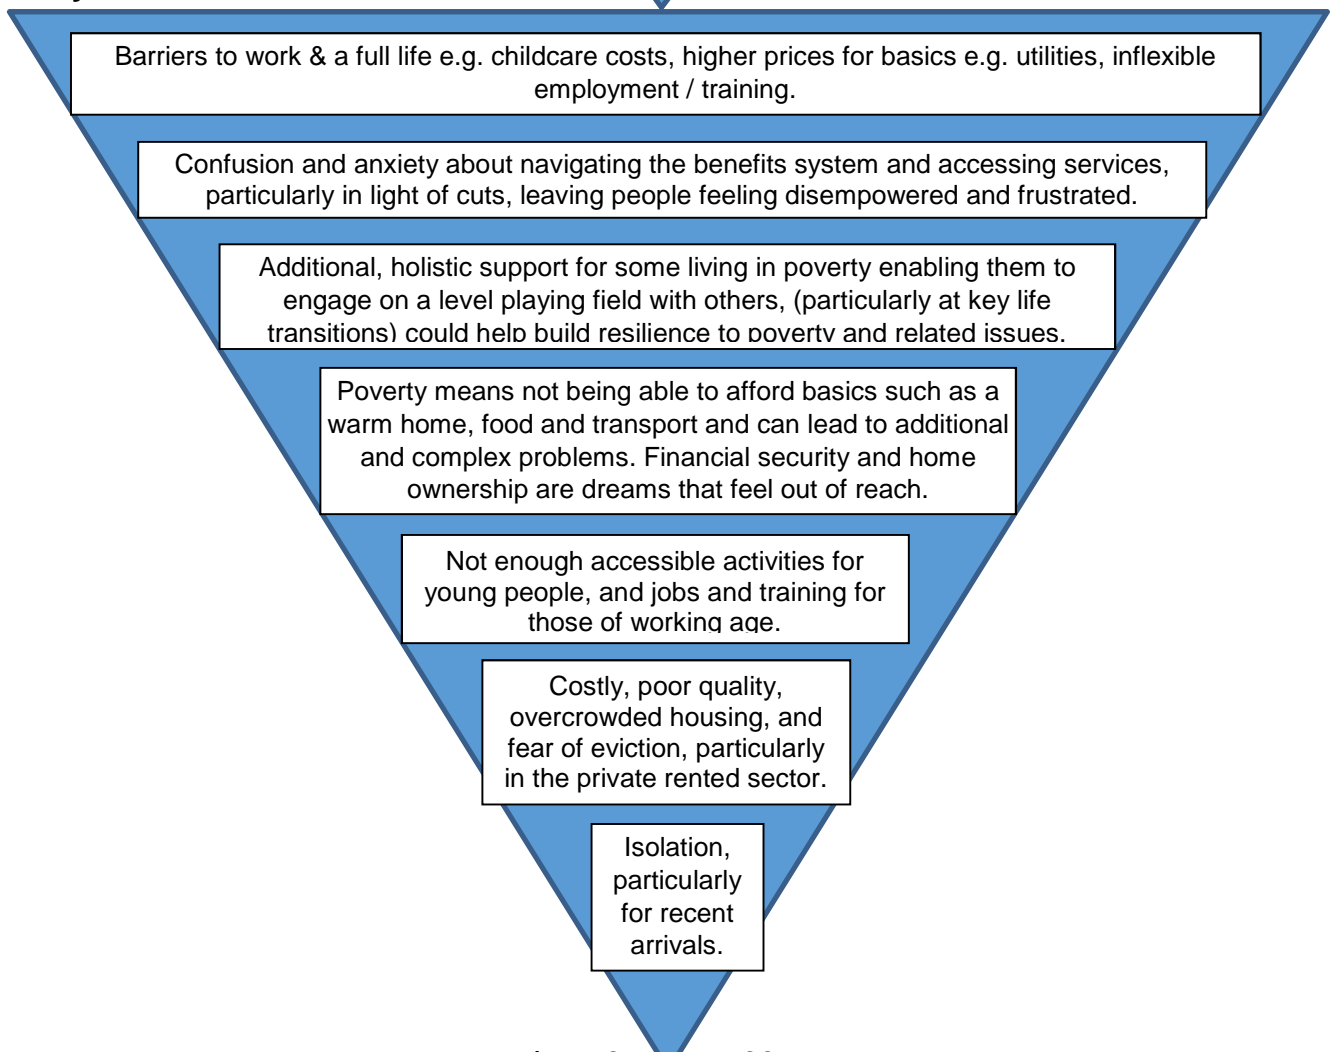 Barriers to work & a full life e.g. childcare costs, higher prices for basics e.g. utilities, inflexible
employment / training.
Confusion and anxiety about navigating the benefits system and accessing services,
particularly in light of cuts, leaving people feeling disempowered and frustrated.
Additional, holistic support for some living in poverty enabling them to
engage on a level playing field with others, (particularly at key life
transitions) could help build resilience to poverty and related issues.
Poverty means not being able to afford basics such as a
warm home, food and transport and can lead to additional
and complex problems. Financial security and home
ownership are dreams that feel out of reach.
Not enough accessible activities for
young people, and jobs and training for
those of working age.
Costly, poor quality,
overcrowded housing, and
fear of eviction, particularly
in the private rented sector.
Isolation,
particularly
for recent
arrivals.